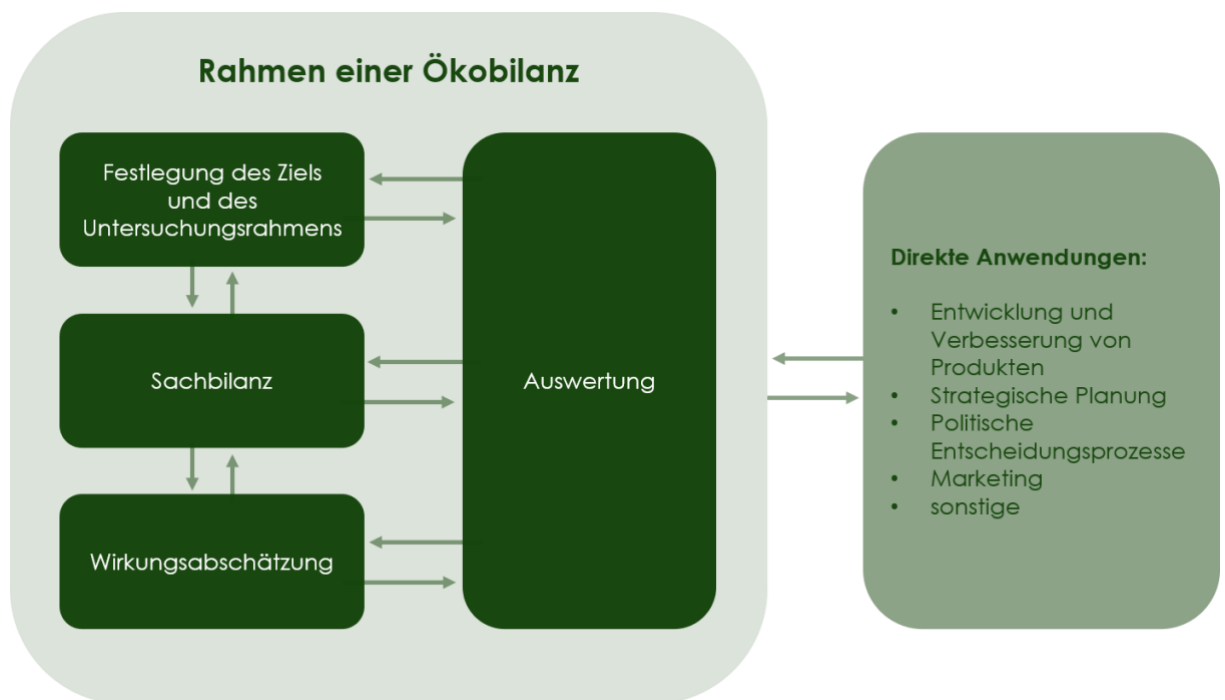 Rahmen einer Ökobilanz
Festlegung des Ziels
und des
Untersuchungsrahmens
Sachbilanz
Wirkungsabschätzung
Auswertung
Direkte Anwendungen:
• Entwicklung und
Verbesserung von
Produkten
• Strategische Planung
• Politische
Entscheidungsprozesse
• Marketing
• sonstige